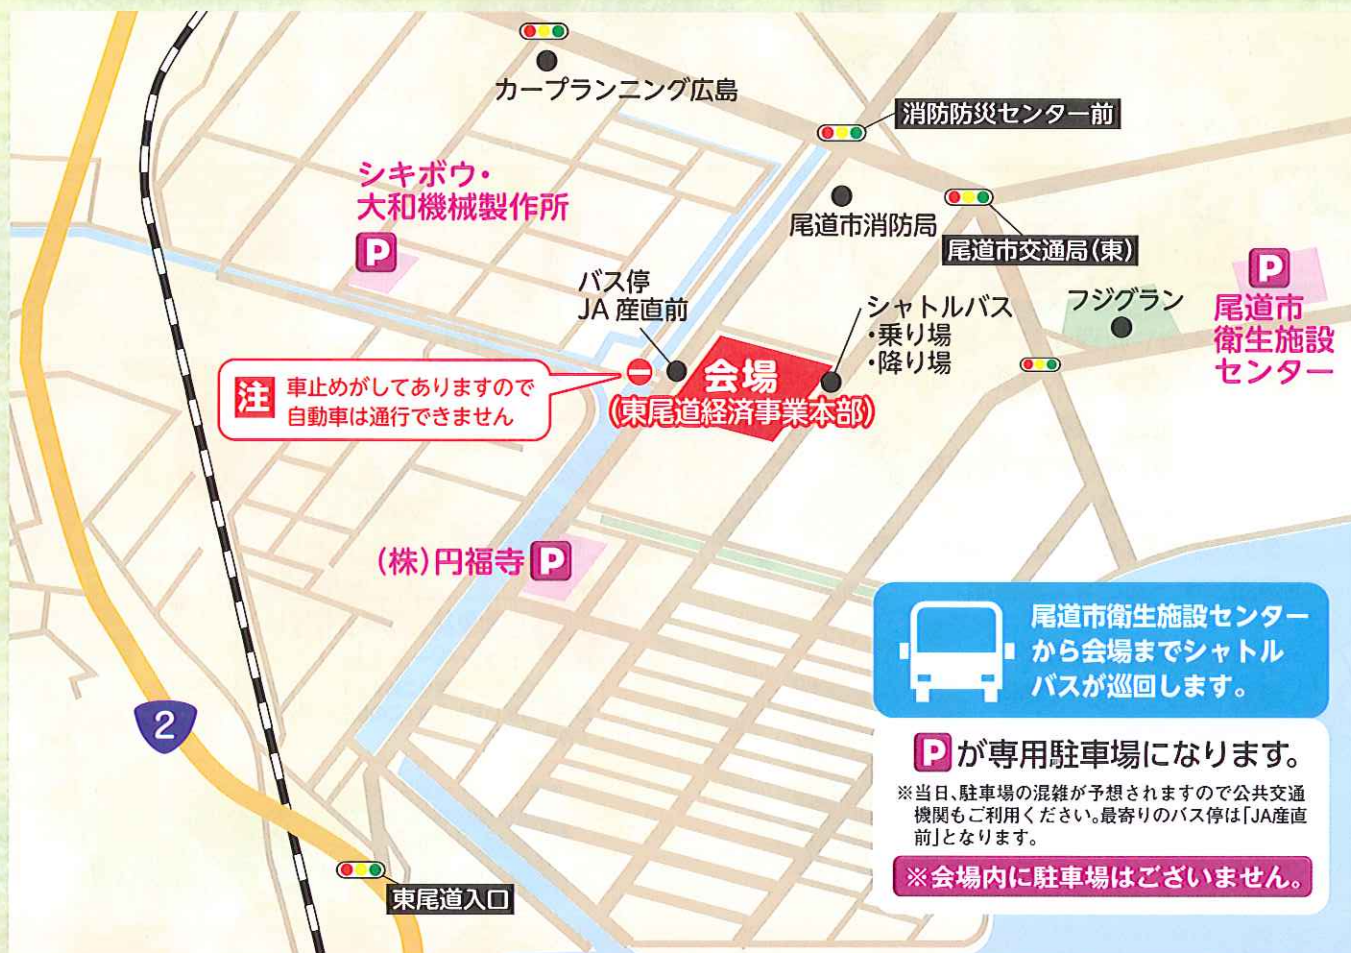 カープランニング広島
消防防災センター前
シキボウ・
大和機械製作所
P
尾道市消防局
尾道市交通局(東)
P
尾道市
衛生施設
センター
バス停
JA産直前
シャトルバス
・乗り場
・降り場
フジグラン
注
車止めがしてありますので
自動車は通行できません
会場
(東尾道経済事業本部)
(株)円福寺 P
尾道市衛生施設センター
から会場までシャトル
バスが巡回します。
2
Pが専用駐車場になります。
※当日、駐車場の混雑が予想されますので公共交通
機関もご利用ください。最寄りのバス停は「JA産直
前」となります。
※会場内に駐車場はございません。
東尾道入口